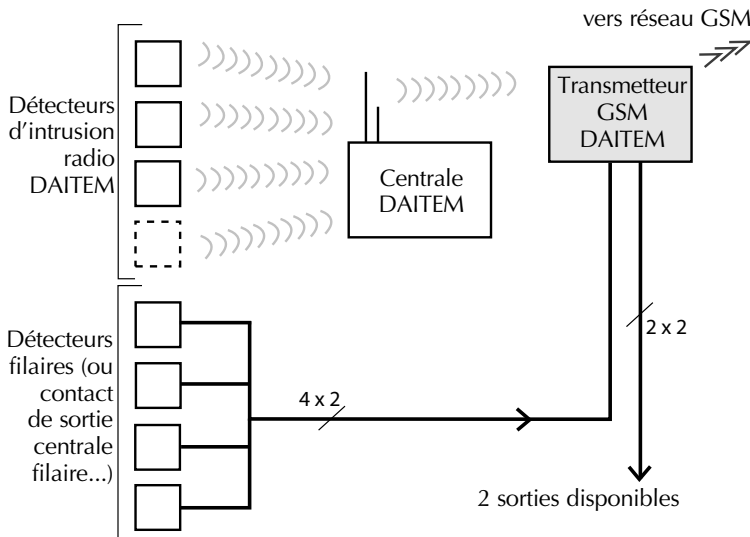 vers réseau GSM
Détecteurs
d'intrusion
radio
DAITEM
Centrale
DAITEM
Transmetteur
GSM
DAITEM
Détecteurs
filaires (ou
contact
de sortie
centrale
filaire...)
4 x 2
2 x 2
2 sorties disponibles